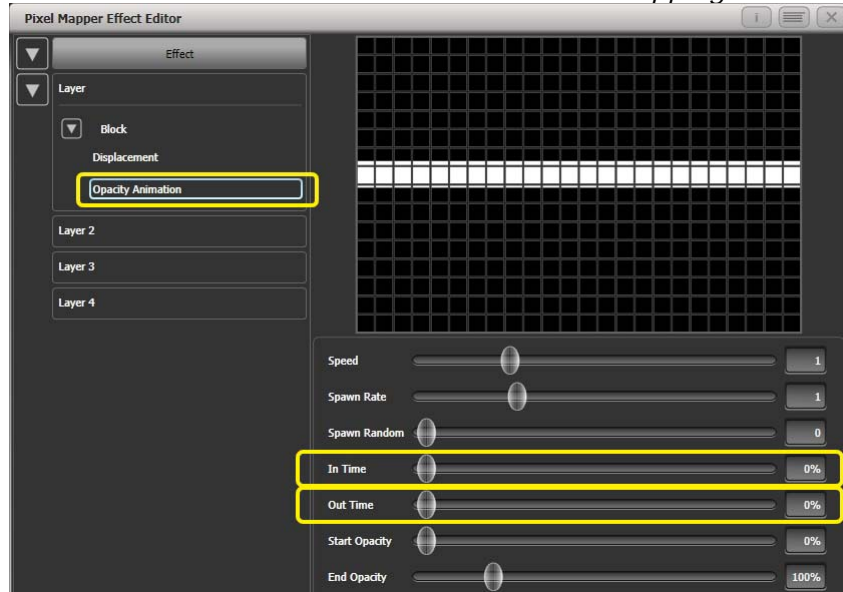 pping
Pixel Mapper Effect Editor
i
Effect
Layer
Block
Displacement
Opacity Animation
Layer 2
Layer 3
Layer 4
Speed 1
Spawn Rate 1
Spawn Random 0
In Time 0%
Out Time 0%
Start Opacity 0%
End Opacity 100%